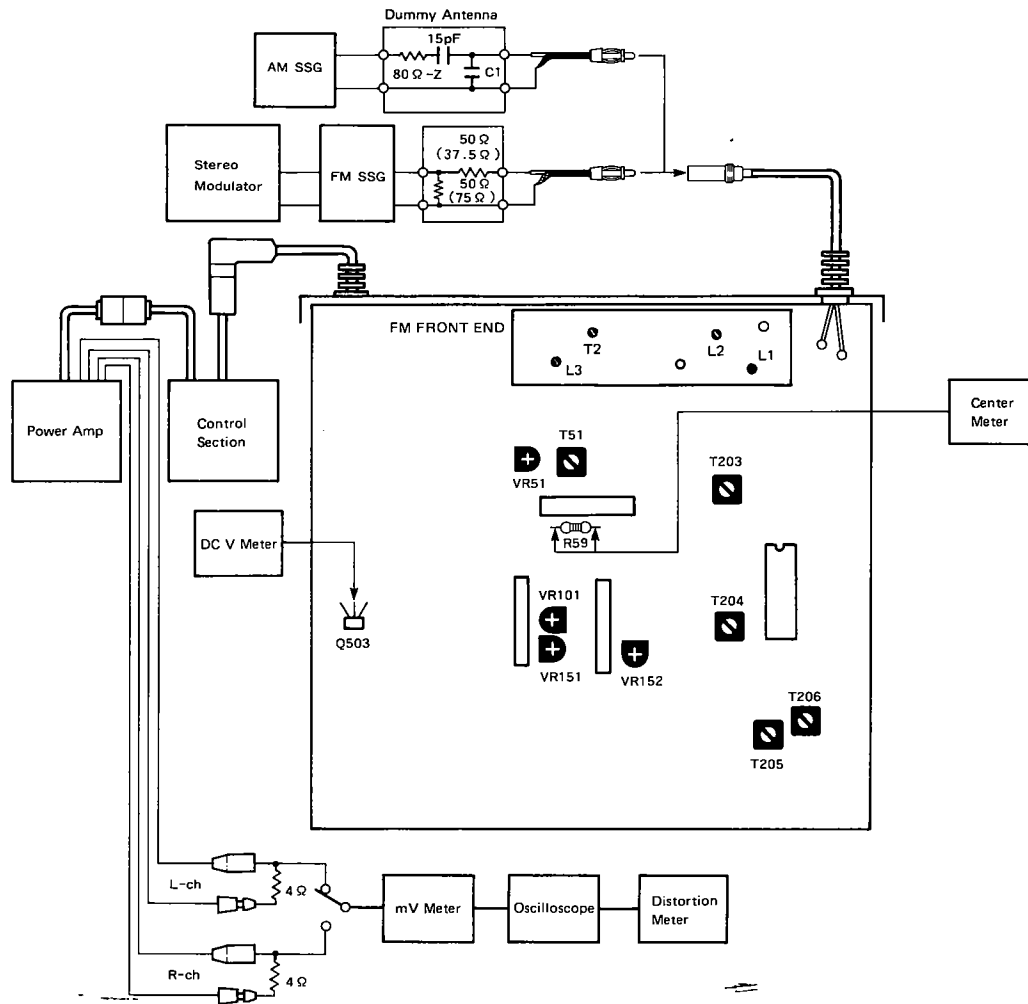 Dummy Antenna
AM SSG
15pF
80Ω-Z
C1
Stereo
Modulator
FM SSG
50Ω
(37.5Ω)
50Ω
(75Ω)
FM FRONT END
T2
L2
L1
L3
Power Amp
Control
Section
Center
Meter
T51
VR51
T203
R59
DC V Meter
Q503
VR101
VR151
VR152
T204
T206
T205
L-ch
4Ω
R-ch
4Ω
mV Meter
Oscilloscope
Distortion
Meter